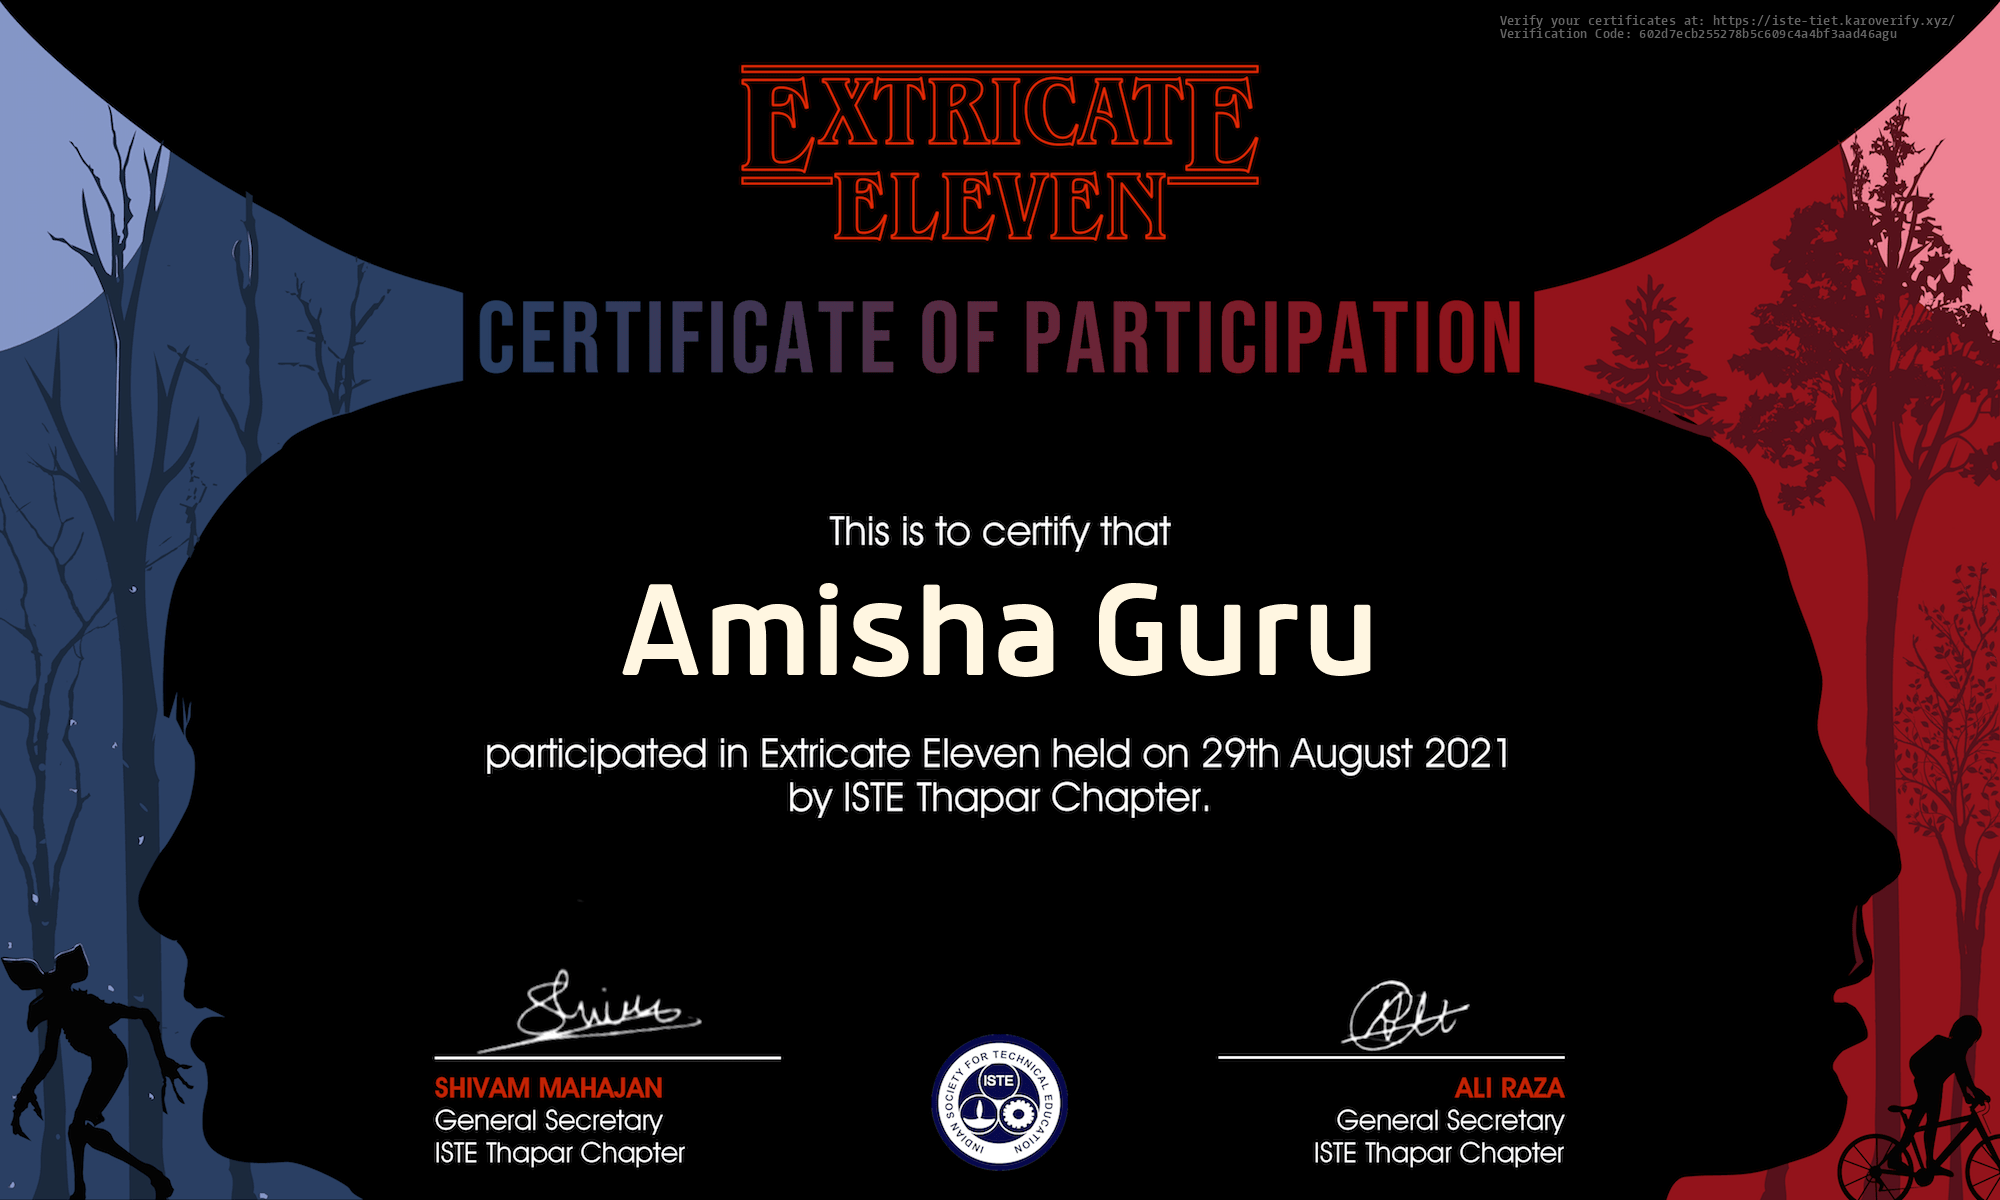 Verify your certificates at: https://iste-tiet.karoverify.xyz/
Verification Code: 602d7ecb255278b5c609c4a4bf3aad46agu
EXTRICATE
ELEVEN
CERTIFICATE OF PARTICIPATION
This is to certify that
Amisha Guru
participated in Extricate Eleven held on 29th August 2021
by ISTE Thapar Chapter.
SHIVAM MAHAJAN
General Secretary
ISTE Thapar Chapter
INDIAN SOCIETY FOR TECHNICAL EDUCATION
ISTE
ALI RAZA
General Secretary
ISTE Thapar Chapter